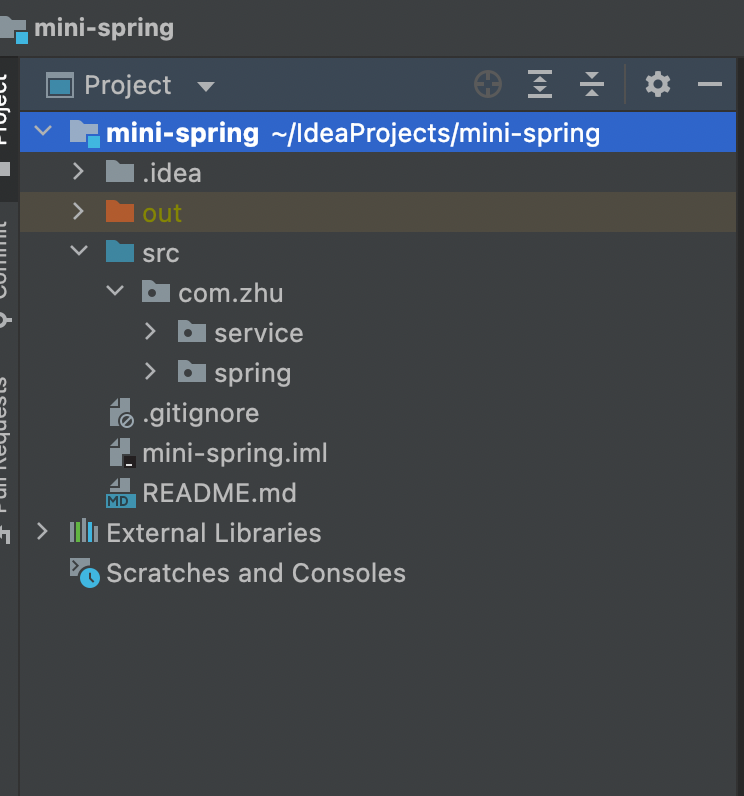 mini-spring
Project
Project
mini-spring ~/IdeaProjects/mini-spring
.idea
out
src
com.zhu
service
spring
.gitignore
mini-spring.iml
MD README.md
External Libraries
Scratches and Consoles
Commit
Pull Requests